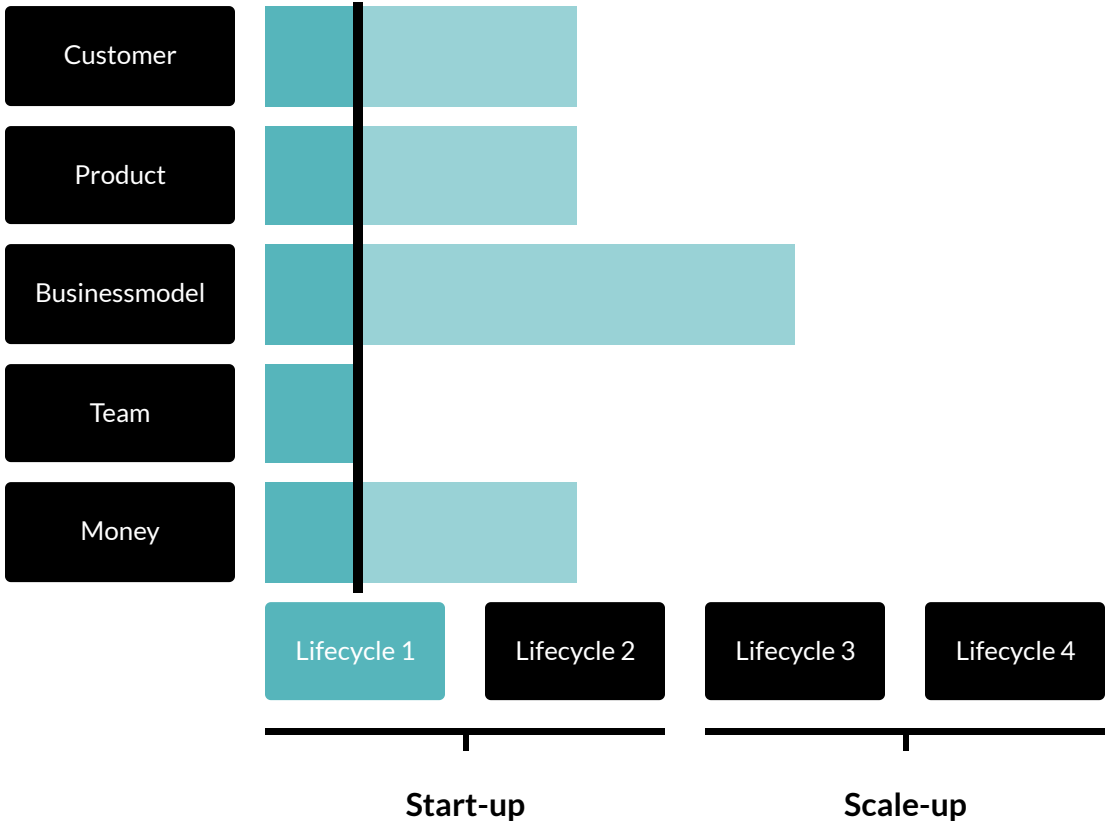 Customer
Product
Businessmodel
Team
Money
Lifecycle 1
Lifecycle 2
Lifecycle 3
Lifecycle 4
Start-up
Scale-up